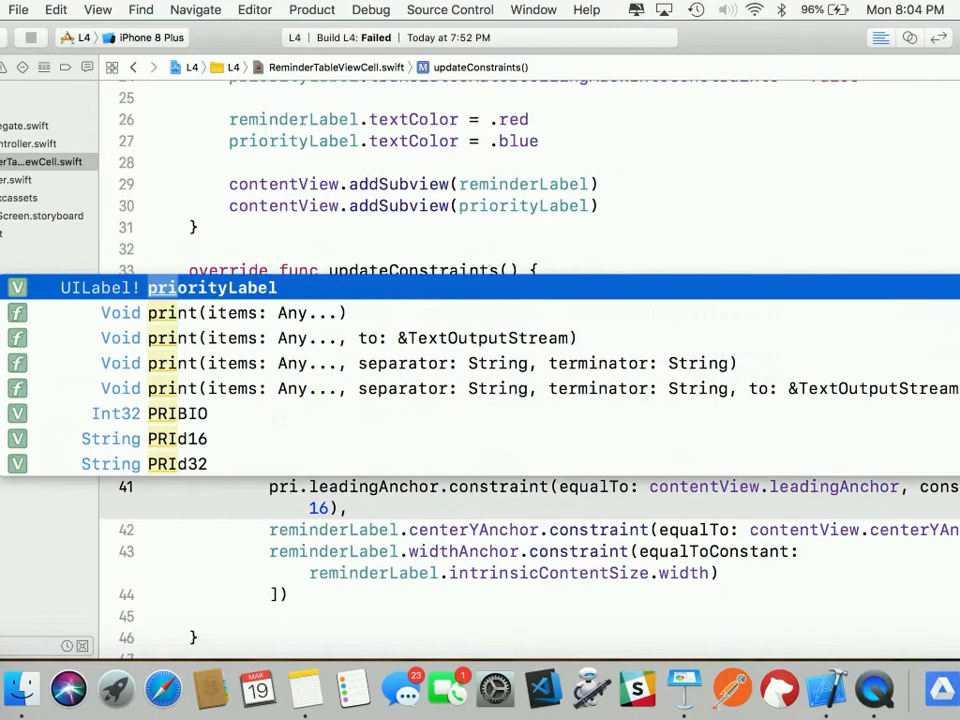 File Edit View Find Navigate Editor Product Debug Source Control Window Help 96% Mon 8:04 PM
L4 iPhone 8 Plus L4 Build L4: Failed Today at 7:52 PM
L4 L4 ReminderTableViewCell.swift updateConstraints()
egate.swift
ntroller.swift
erTa...ewCell.swift
er.swift
xcassets
Screen.storyboard
t
25
26 reminderLabel.textColor = .red
27 priorityLabel.textColor = .blue
28
29 contentView.addSubview(reminderLabel)
30 contentView.addSubview(priorityLabel)
31 }
32
33 override func updateConstraints() {
V UILabel! priorityLabel
f Void print(items: Any...)
f Void print(items: Any..., to: &TextOutputStream)
f Void print(items: Any..., separator: String, terminator: String)
f Void print(items: Any..., separator: String, terminator: String, to: &TextOutputStream
V Int32 PRIBIO
V String PRId16
V String PRId32
41 pri.leadingAnchor.constraint(equalTo: contentView.leadingAnchor, cons
16),
42 reminderLabel.centerYAnchor.constraint(equalTo: contentView.centerYAn
43 reminderLabel.widthAnchor.constraint(equalToConstant:
reminderLabel.intrinsicContentSize.width)
44 ])
45
46 }
23 1
MAR
19